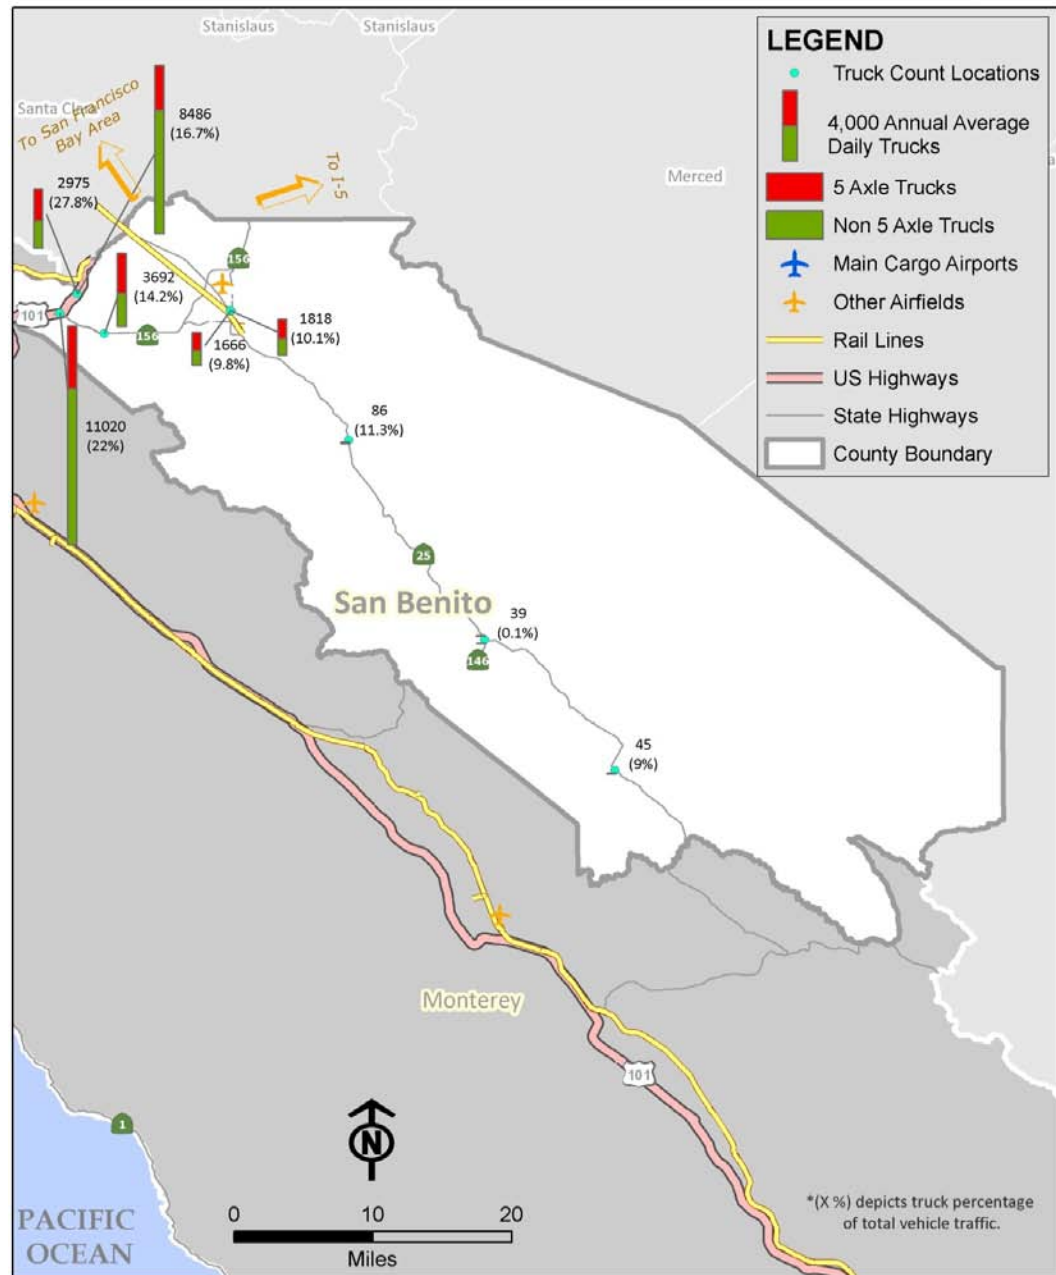 Stanislaus
Stanislaus
LEGEND
Truck Count Locations
4,000 Annual Average
Daily Trucks
5 Axle Trucks
Non 5 Axle Trucls
Main Cargo Airports
Other Airfields
Rail Lines
US Highways
State Highways
County Boundary
Santa Clara
To San Francisco
Bay Area
8486
(16.7%)
To I-5
Merced
2975
(27.8%)
156
3692
(14.2%)
101
156
1818
(10.1%)
1666
(9.8%)
86
(11.3%)
11020
(22%)
25
San Benito
39
(0.1%)
146
45
(9%)
Monterey
101
1
N
PACIFIC
OCEAN
0
10
20
Miles
*(X %) depicts truck percentage
of total vehicle traffic.